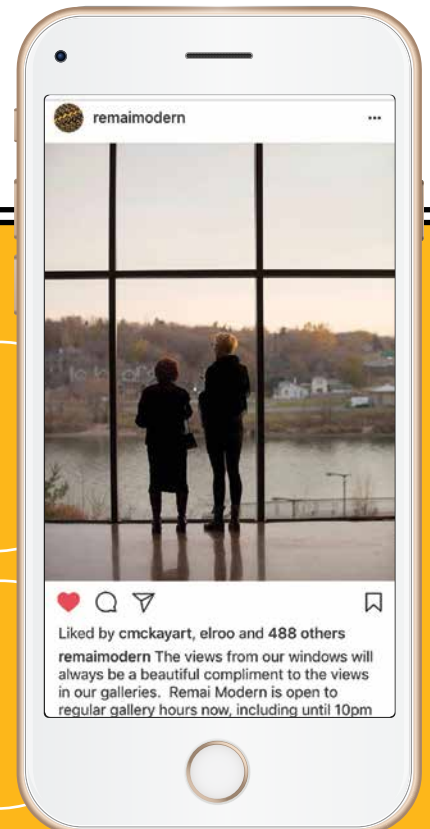 remaimodern
Liked by cmckayart, elroo and 488 others
remaimodern The views from our windows will
always be a beautiful compliment to the views
in our galleries.  Remai Modern is open to
regular gallery hours now, including until 10pm